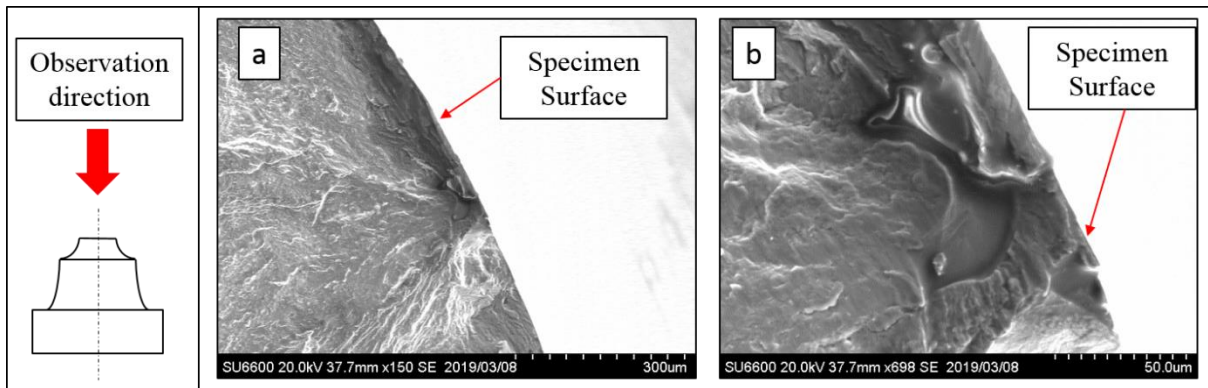 Observation
direction
a
Specimen
Surface
SU6600 20.0kV 37.7mm x150 SE 2019/03/08
300um
b
Specimen
Surface
SU6600 20.0kV 37.7mm x698 SE 2019/03/08
50.0um